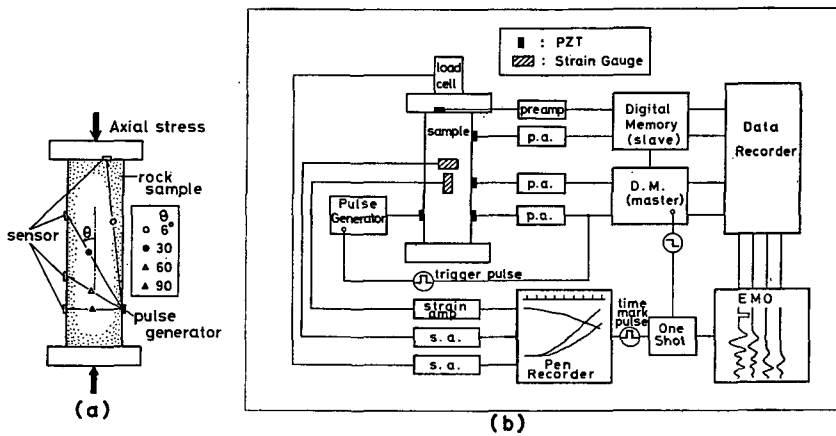 Axial stress
rock
sample
θ
θ
6°
30
60
90
sensor
pulse
generator
(a)
: PZT
: Strain Gauge
load
cell
sample
preamp
p.a.
p.a.
p.a.
Digital
Memory
(slave)
D.M.
(master)
Data
Recorder
Pulse
Generator
trigger pulse
strain
amp
s.a.
s.a.
Pen
Recorder
time
mark
pulse
One
Shot
EMO
(b)